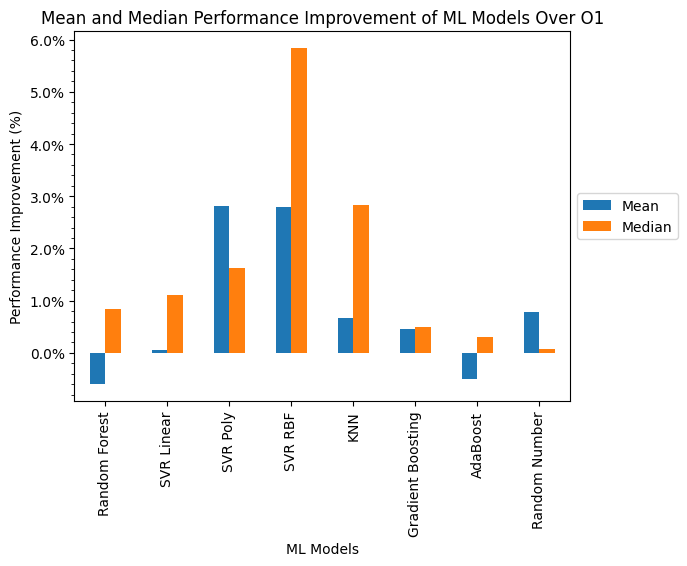 Mean and Median Performance Improvement of ML Models Over O1
6.0%
5.0%
4.0%
3.0%
2.0%
1.0%
0.0%
Performance Improvement (%)
Mean
Median
Random Forest
SVR Linear
SVR Poly
SVR RBF
KNN
Gradient Boosting
AdaBoost
Random Number
ML Models